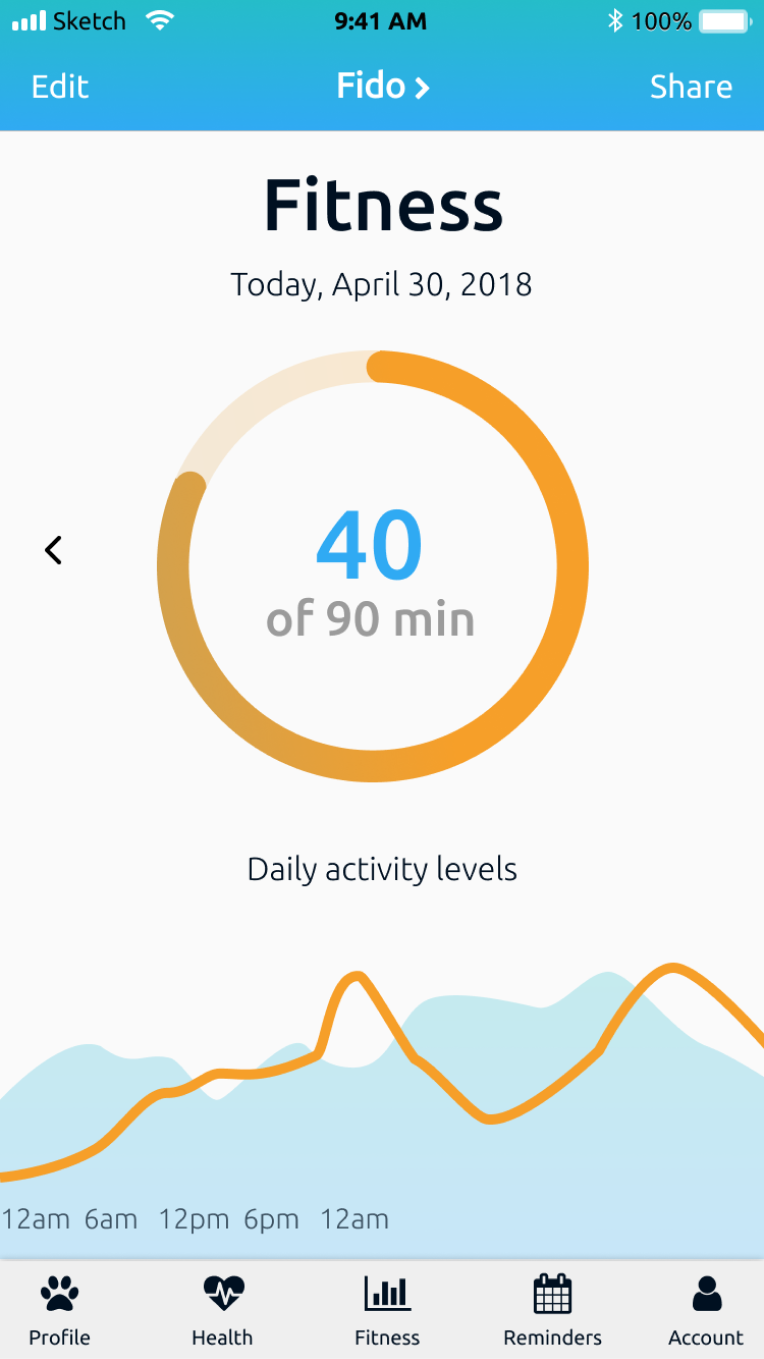 Sketch 9:41 AM 100%
Edit Fido Share
Fitness
Today, April 30, 2018
40
of 90 min
Daily activity levels
12am 6am 12pm 6pm 12am
Profile Health Fitness Reminders Account